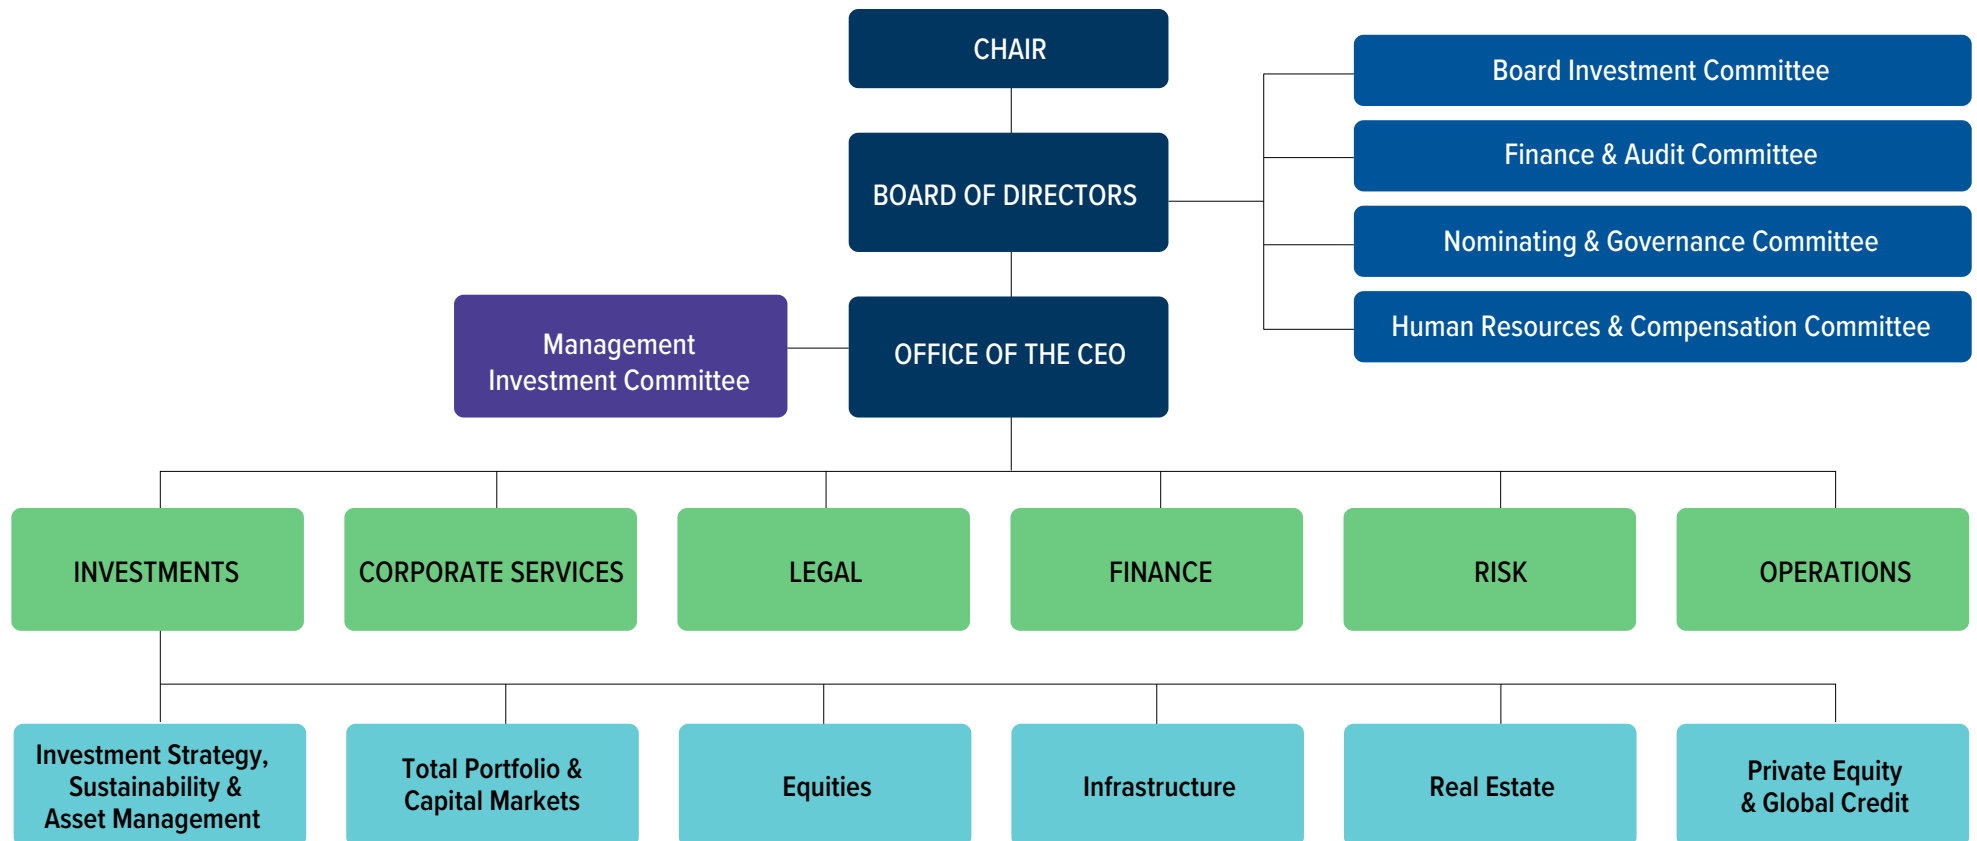 CHAIR
BOARD OF DIRECTORS
Board Investment Committee
Finance & Audit Committee
Nominating & Governance Committee
Human Resources & Compensation Committee
Management
Investment Committee
OFFICE OF THE CEO
INVESTMENTS
CORPORATE SERVICES
LEGAL
FINANCE
RISK
OPERATIONS
Investment Strategy,
Sustainability &
Asset Management
Total Portfolio &
Capital Markets
Equities
Infrastructure
Real Estate
Private Equity
& Global Credit